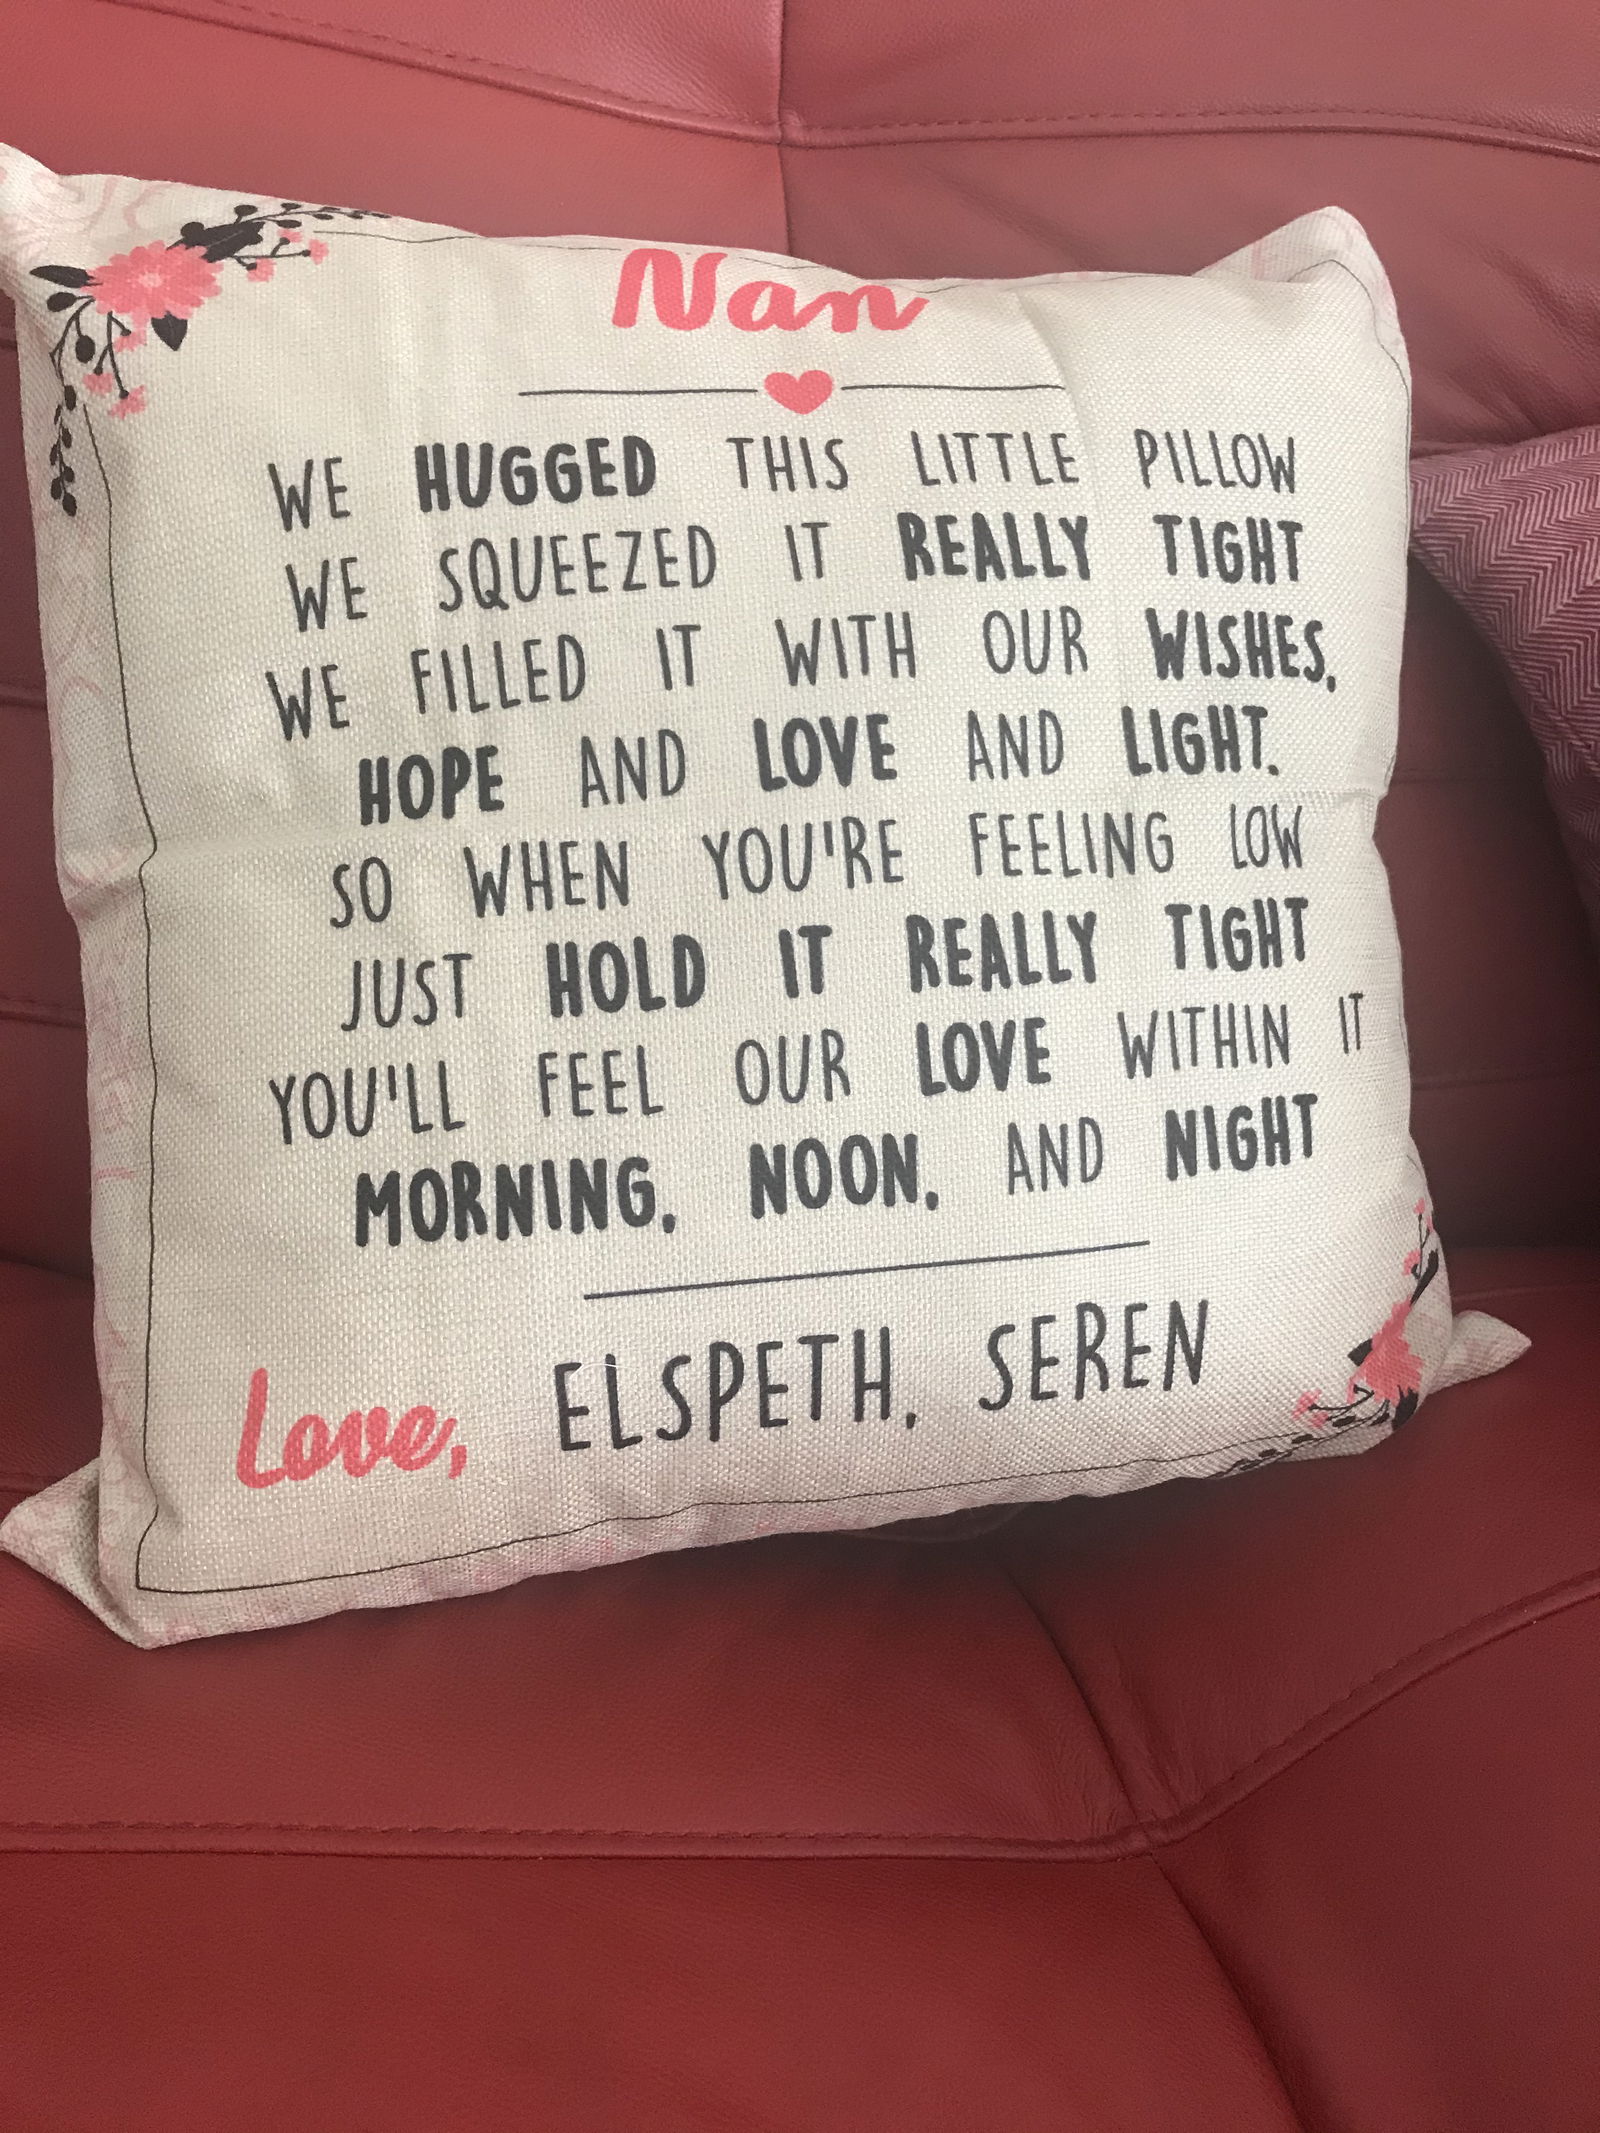 Nan
WE HUGGED THIS LITTLE PILLOW
WE SQUEEZED IT REALLY TIGHT
WE FILLED IT WITH OUR WISHES,
HOPE AND LOVE AND LIGHT.
SO WHEN YOU'RE FEELING LOW
JUST HOLD IT REALLY TIGHT
YOU'LL FEEL OUR LOVE WITHIN IT
MORNING, NOON, AND NIGHT
Love, ELSPETH, SEREN